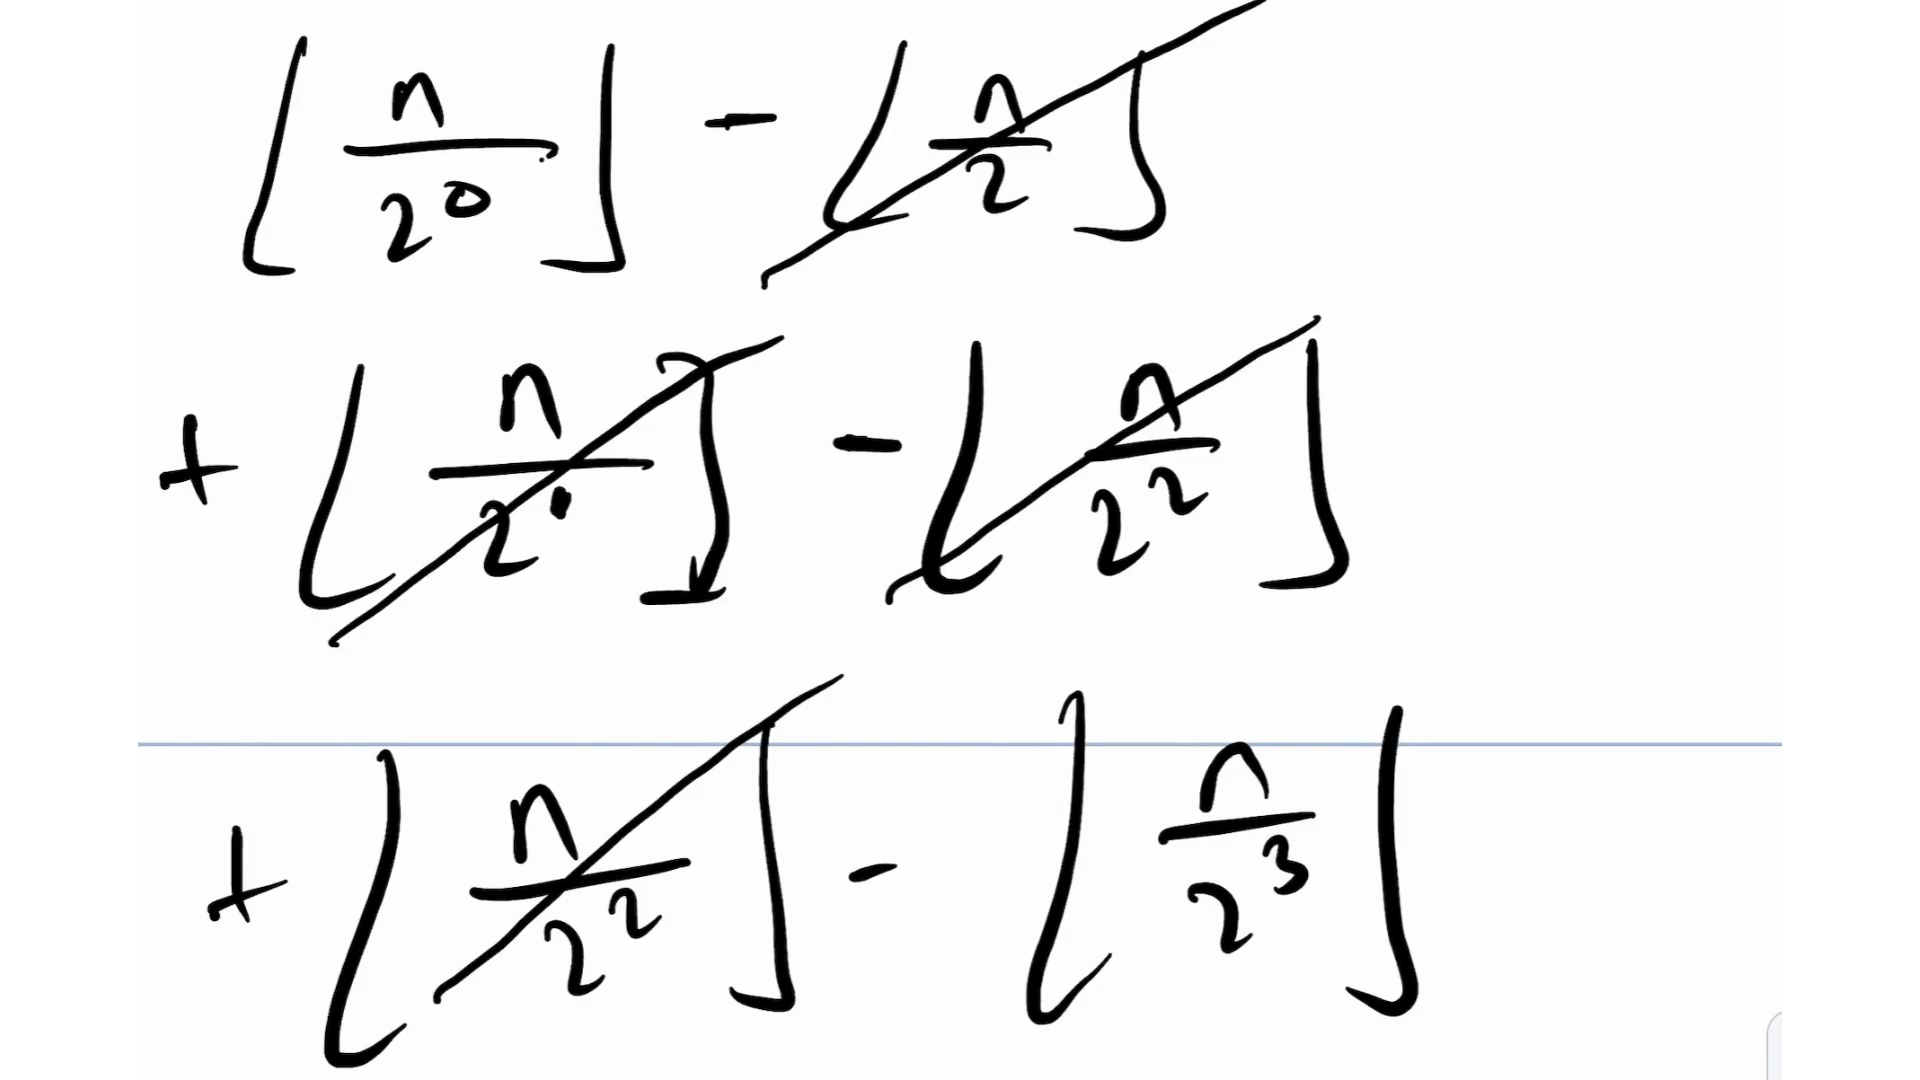 ⌊n/2⁰⌋ - ⌊n/2⌋
+ ⌊n/2¹⌋ - ⌊n/2²⌋
+ ⌊n/2²⌋ - ⌊n/2³⌋